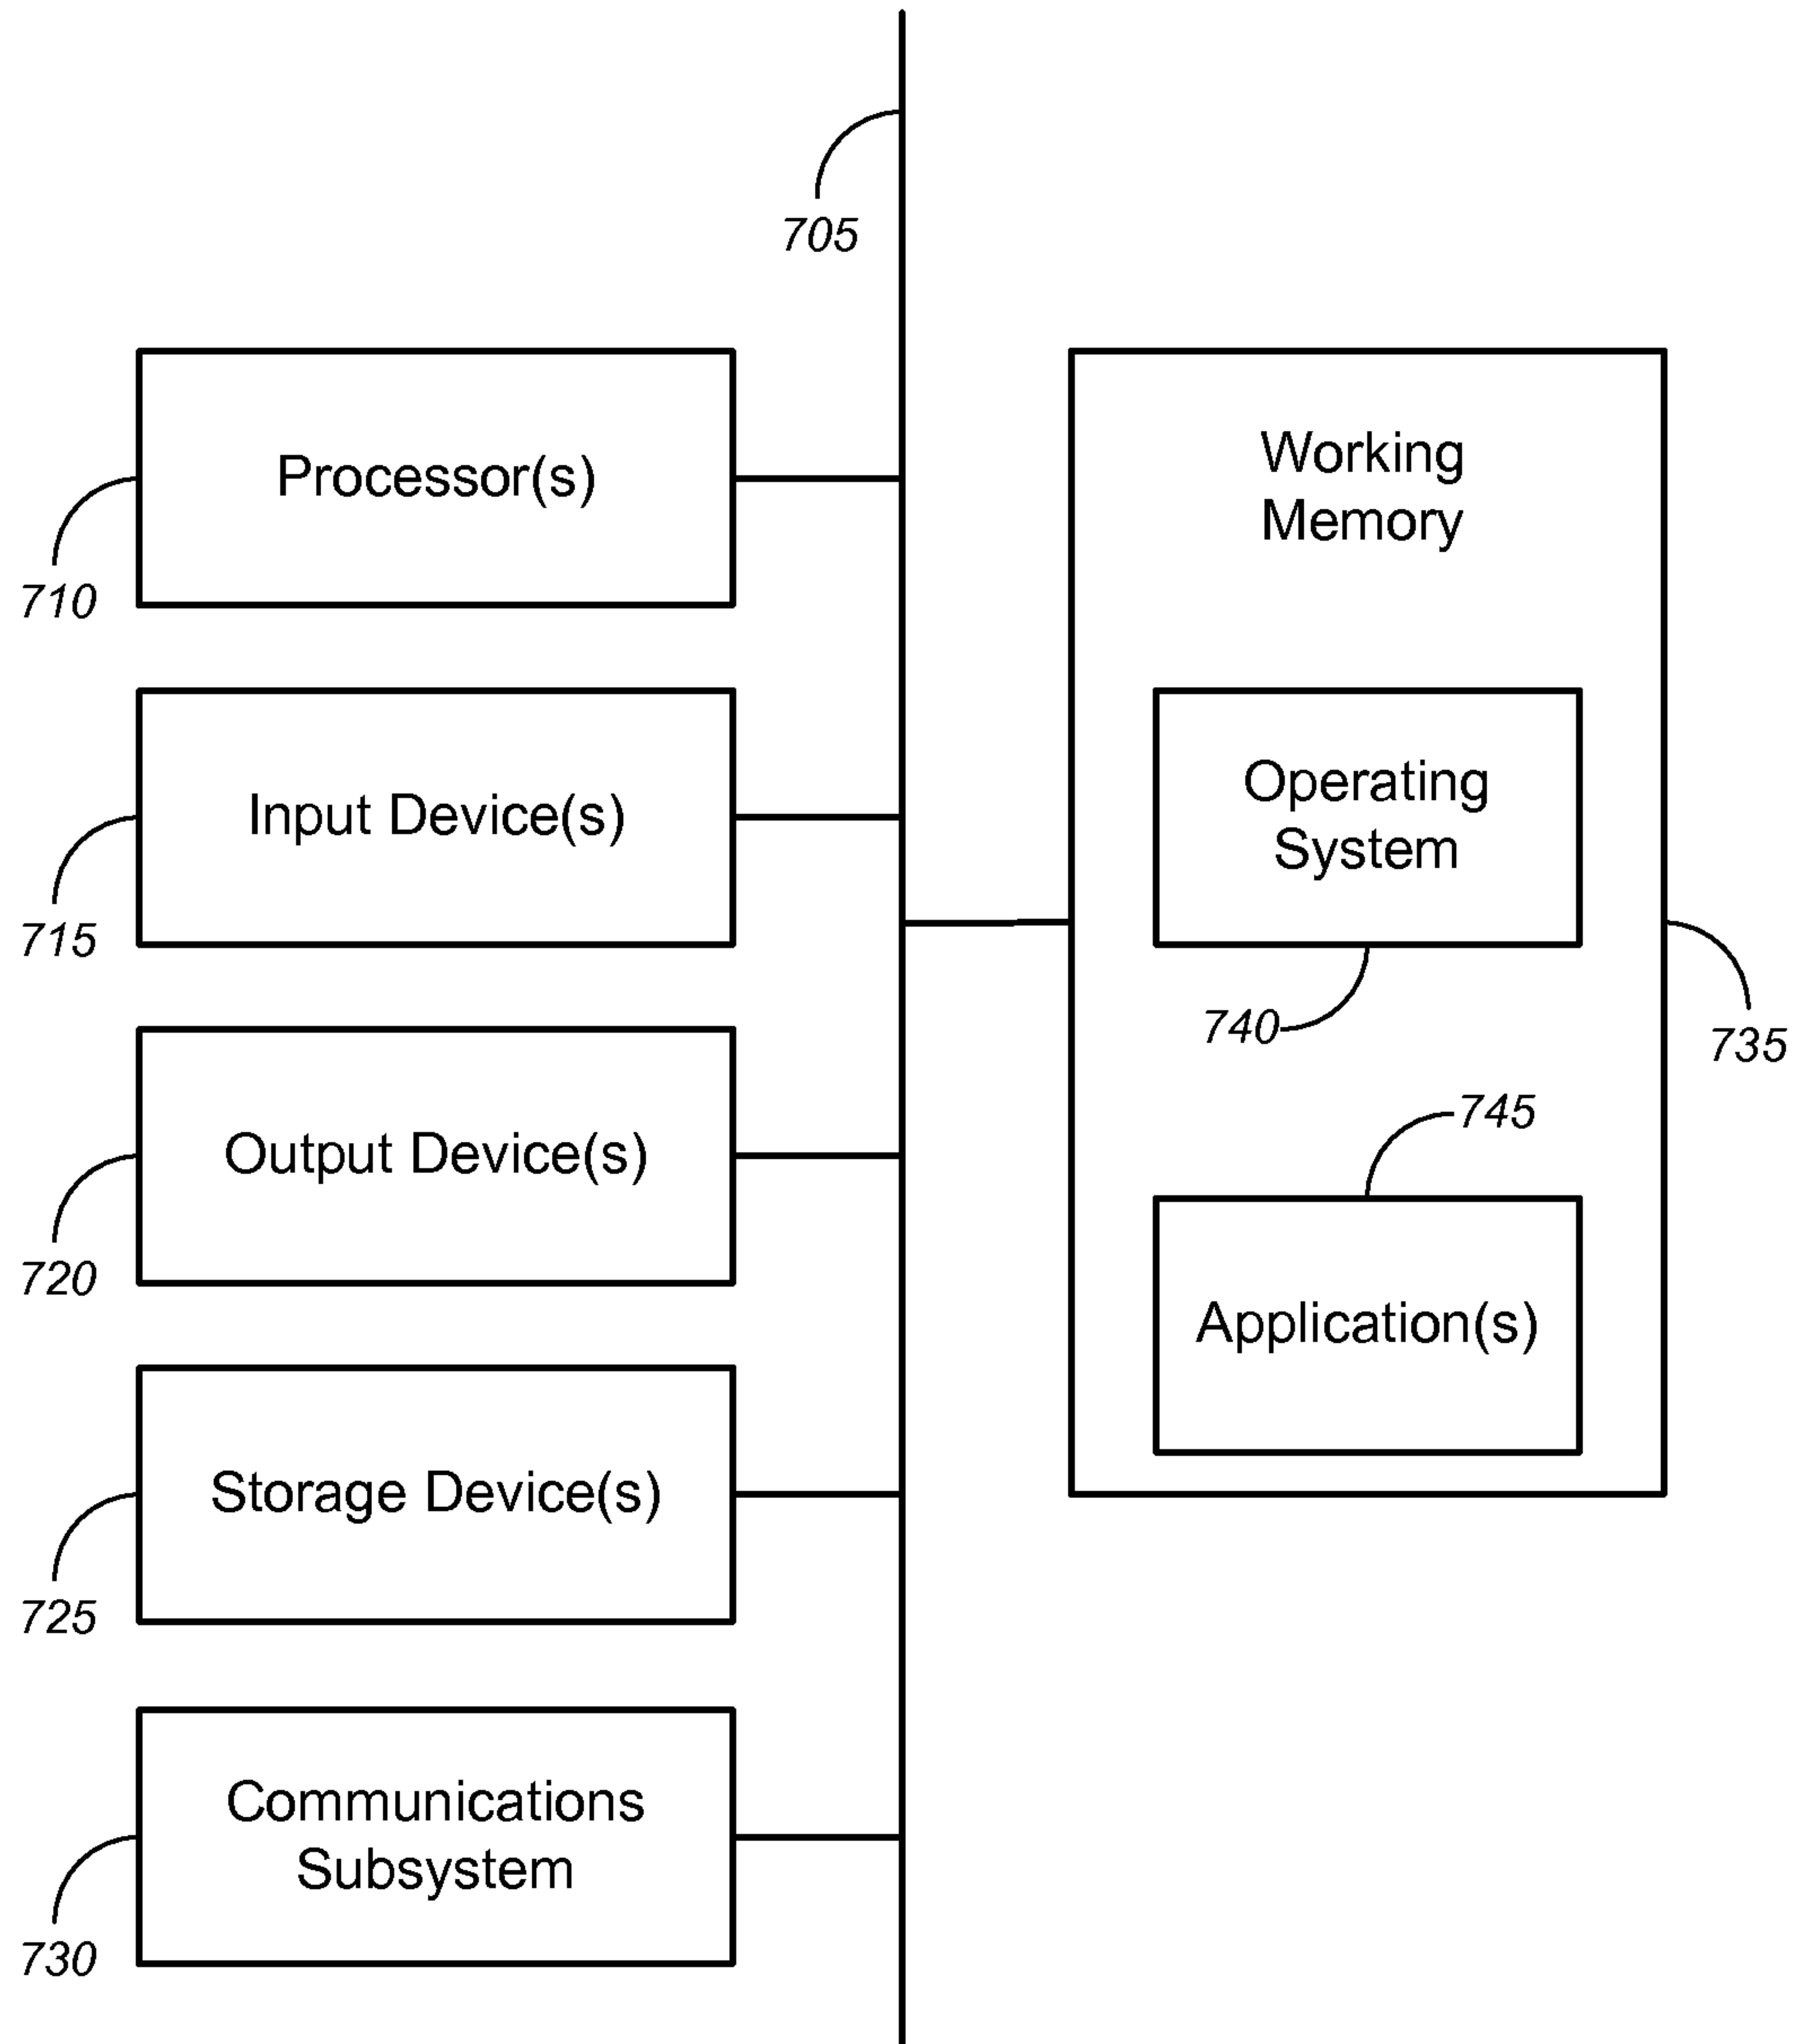 705
Processor(s)
710
Input Device(s)
715
Output Device(s)
720
Storage Device(s)
725
Communications
Subsystem
730
Working
Memory
Operating
System
740
735
745
Application(s)